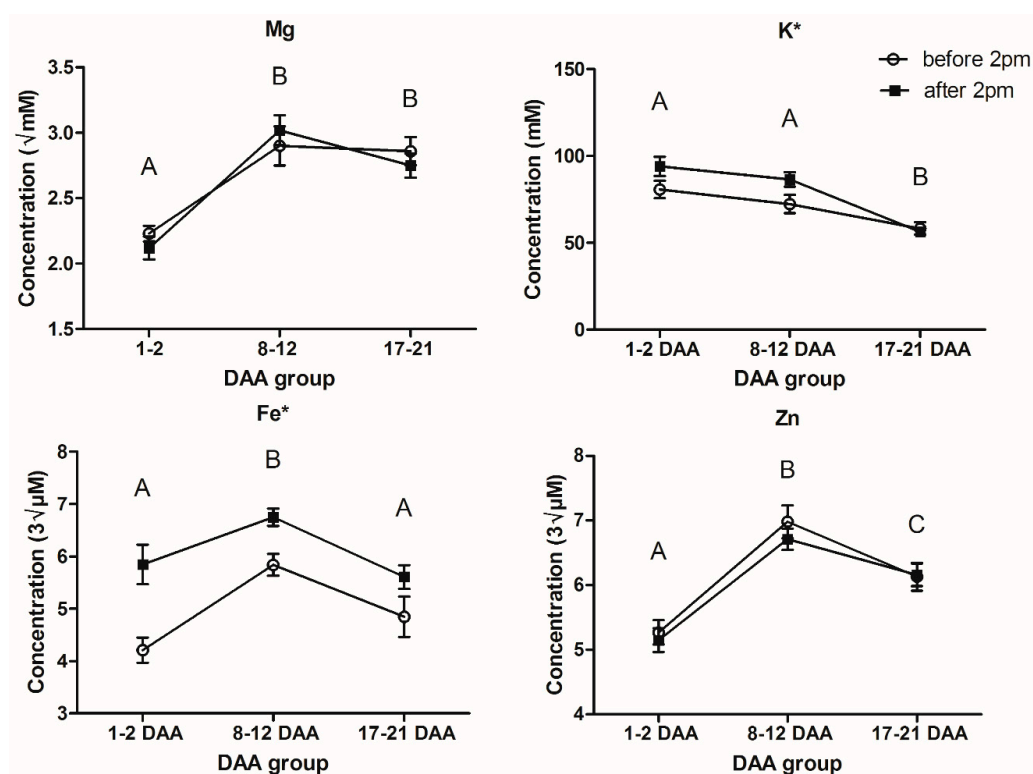 Mg
Concentration (√mM)
3.5
3.0
2.5
2.0
1.5
A
B
B
1-2
8-12
17-21
DAA group
K*
before 2pm
after 2pm
Concentration (mM)
150
100
50
0
A
A
B
1-2 DAA
8-12 DAA
17-21 DAA
DAA group
Fe*
Concentration (3√µM)
8
7
6
5
4
3
A
B
A
1-2 DAA
8-12 DAA
17-21 DAA
DAA group
Zn
Concentration (3√µM)
8
7
6
5
4
A
B
C
1-2 DAA
8-12 DAA
17-21 DAA
DAA group